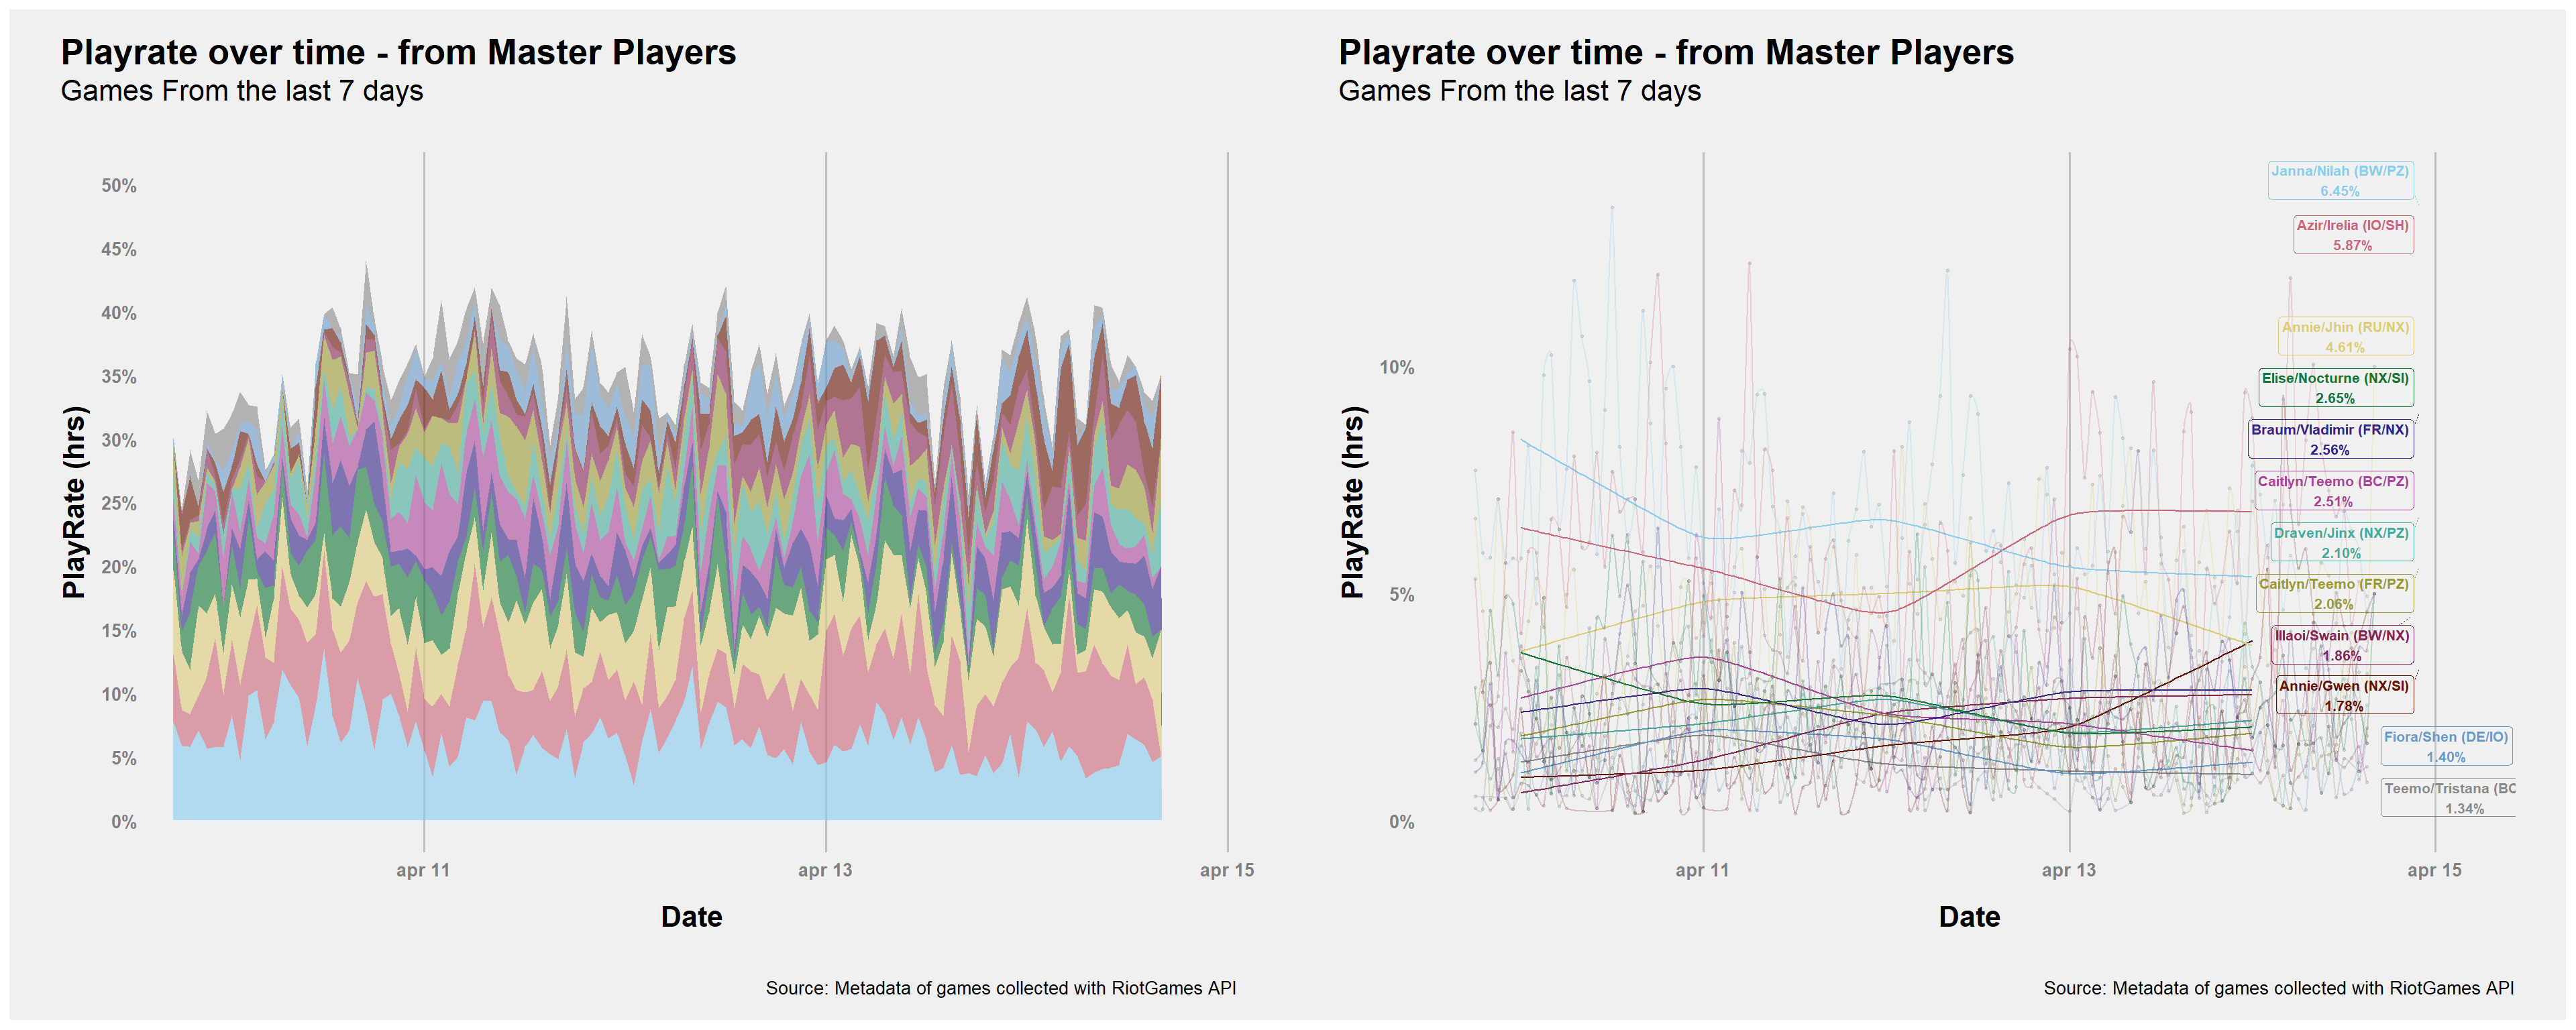 Playrate over time - from Master Players
Games From the last 7 days
50%
45%
40%
35%
30%
25%
20%
15%
10%
5%
0%
PlayRate (hrs)
apr 11
apr 13
apr 15
Date
Source: Metadata of games collected with RiotGames API
Playrate over time - from Master Players
Games From the last 7 days
10%
5%
0%
PlayRate (hrs)
Janna/Nilah (BW/PZ)
6.45%
Azir/Irelia (IO/SH)
5.87%
Annie/Jhin (RU/NX)
4.61%
Elise/Nocturne (NX/SI)
2.65%
Braum/Vladimir (FR/NX)
2.56%
Caitlyn/Teemo (BC/PZ)
2.51%
Draven/Jinx (NX/PZ)
2.10%
Caitlyn/Teemo (FR/PZ)
2.06%
Illaoi/Swain (BW/NX)
1.86%
Annie/Gwen (NX/SI)
1.78%
Fiora/Shen (DE/IO)
1.40%
Teemo/Tristana (BC
1.34%
apr 11
apr 13
apr 15
Date
Source: Metadata of games collected with RiotGames API